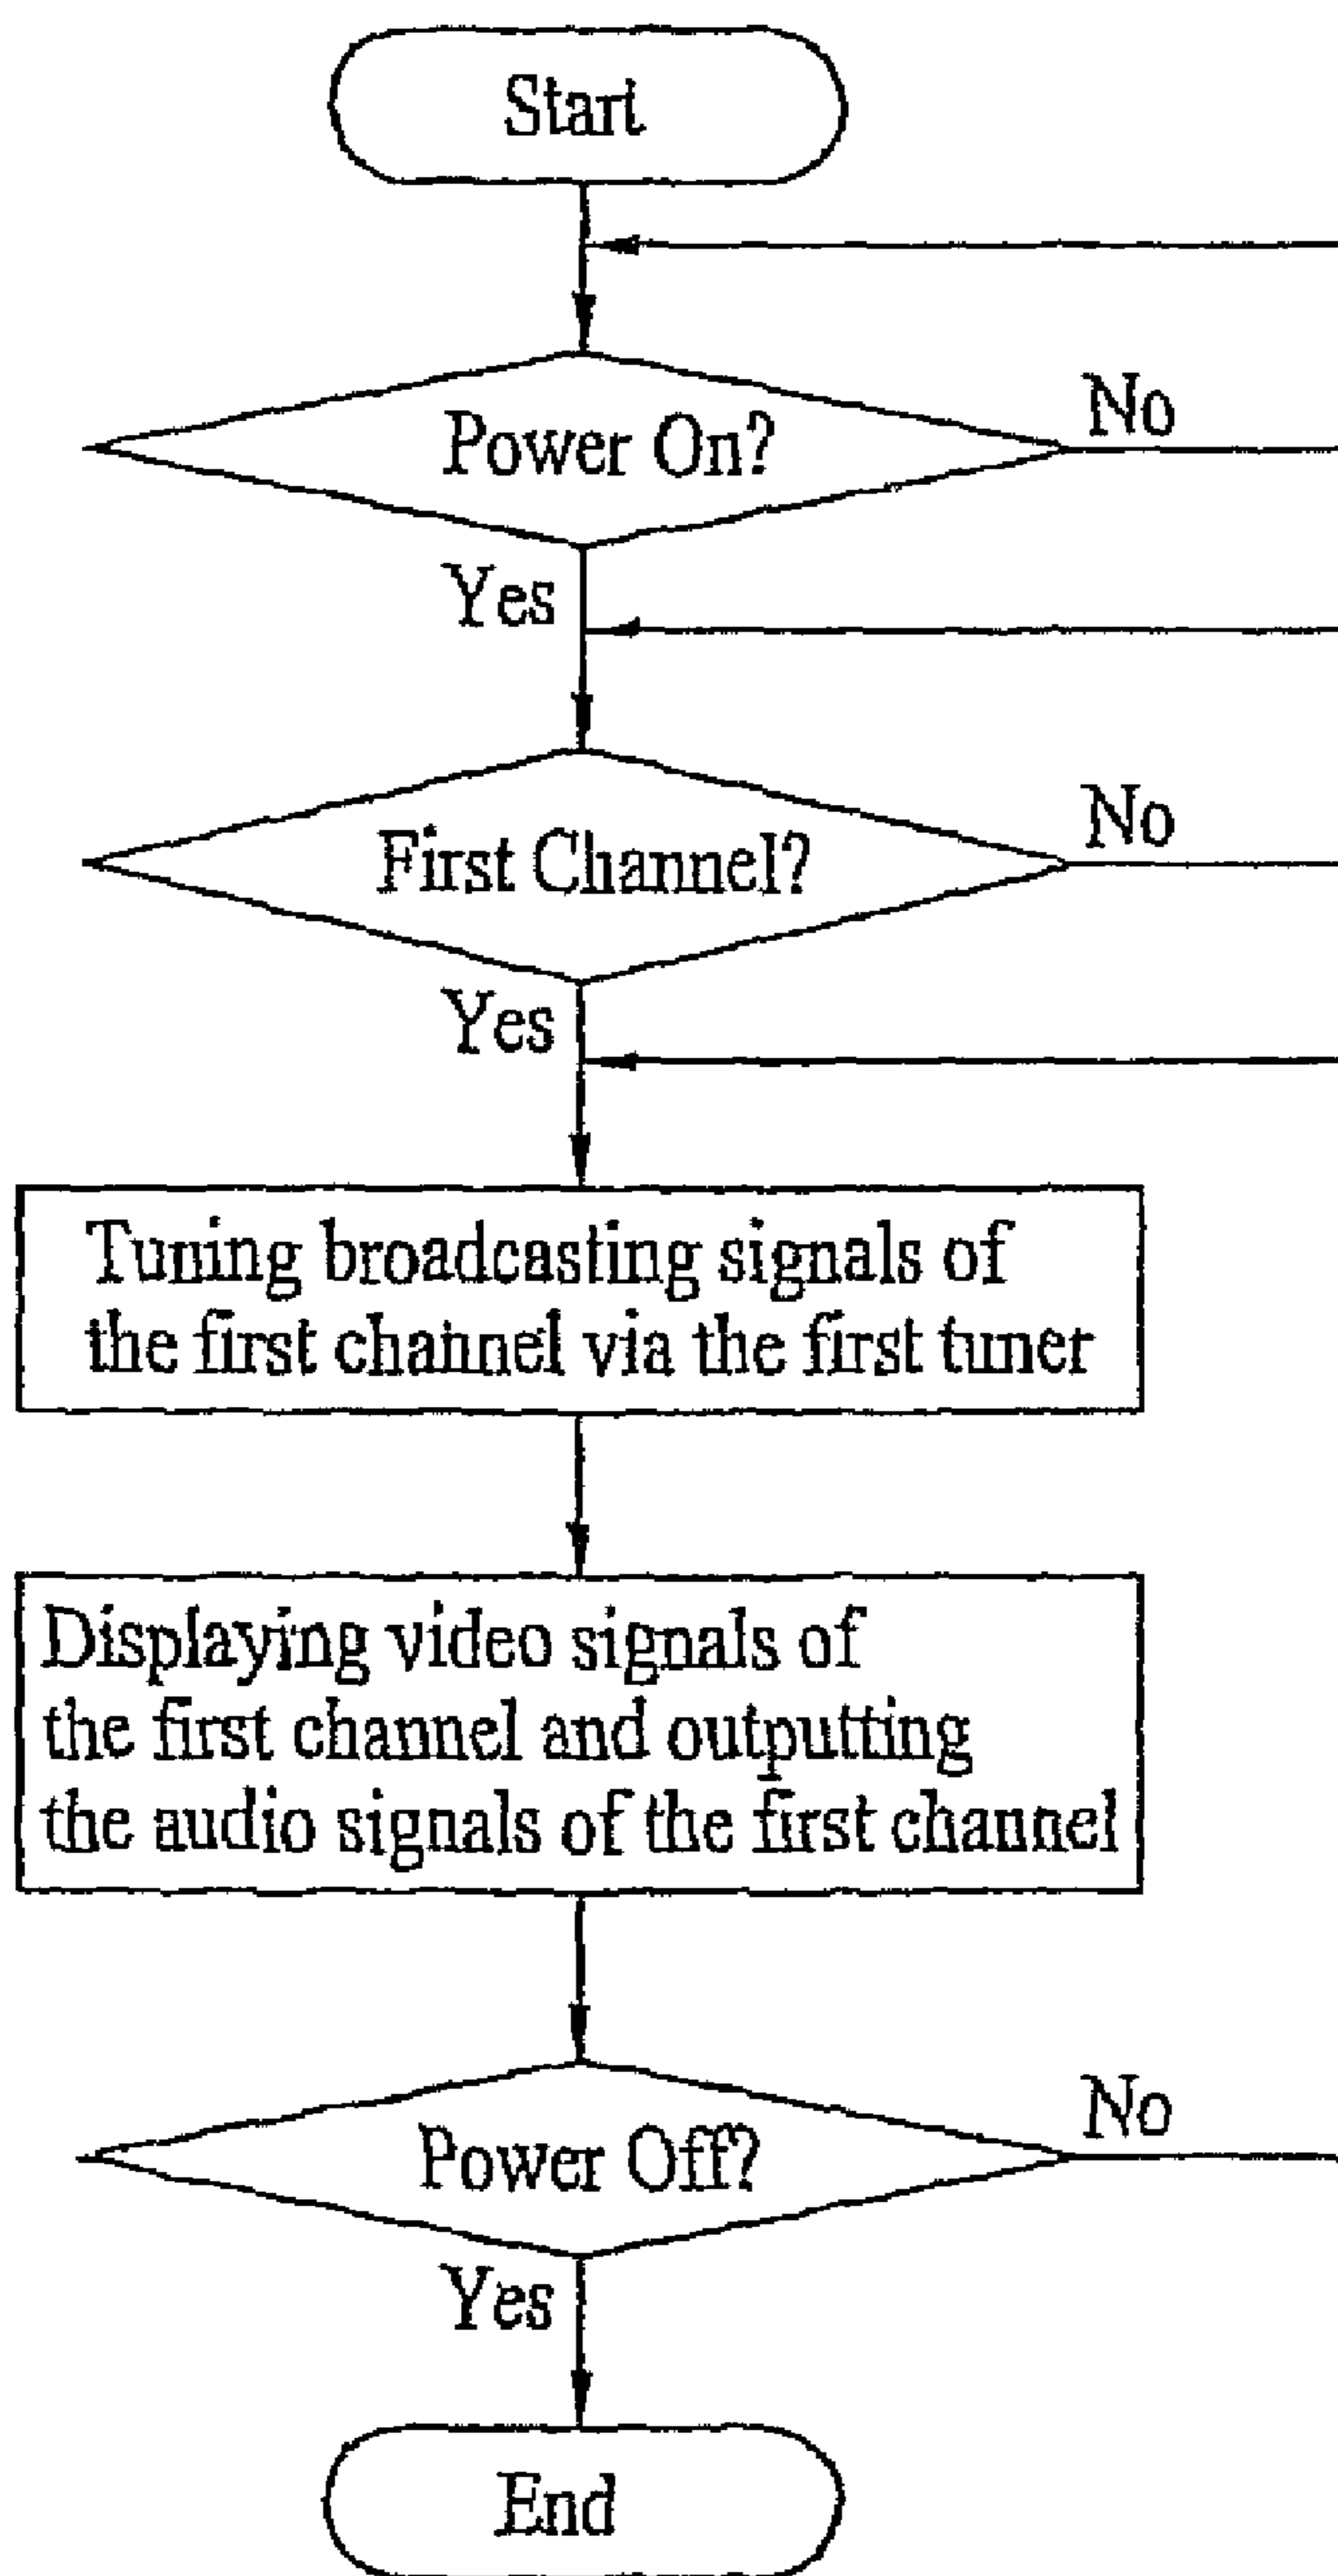 Start
Power On?
No
Yes
First Channel?
No
Yes
Tuning broadcasting signals of
the first channel via the first tuner
Displaying video signals of
the first channel and outputting
the audio signals of the first channel
Power Off?
No
Yes
End